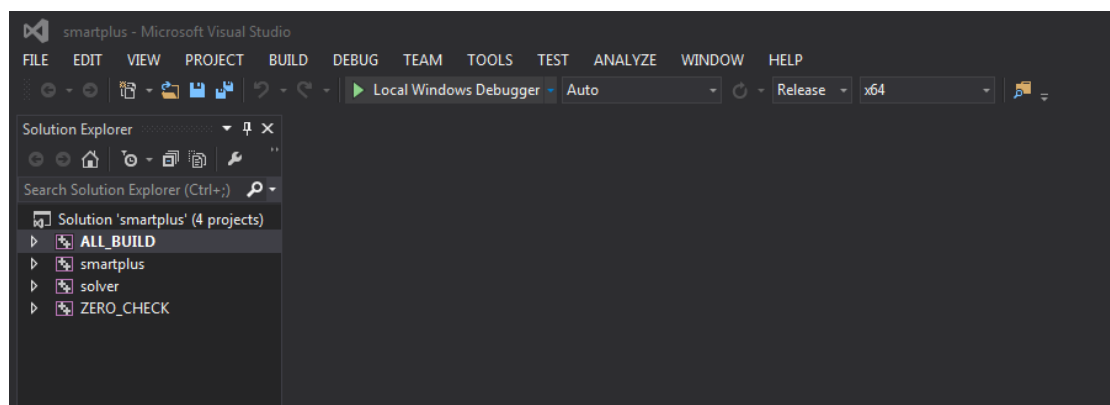 smartplus - Microsoft Visual Studio
FILE EDIT VIEW PROJECT BUILD DEBUG TEAM TOOLS TEST ANALYZE WINDOW HELP
Local Windows Debugger Auto Release x64
Solution Explorer
Search Solution Explorer (Ctrl+;)
Solution 'smartplus' (4 projects)
ALL_BUILD
smartplus
solver
ZERO_CHECK